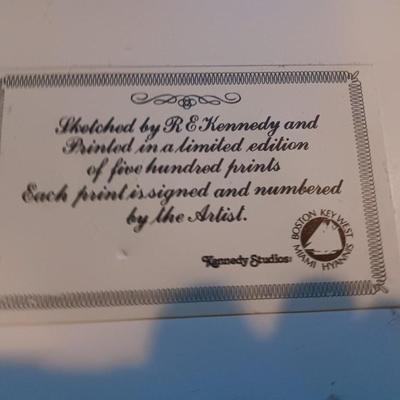 Sketched by R E Kennedy and
Printed in a limited edition
of five hundred prints
Each print is signed and numbered
by the Artist.
BOSTON KEY WEST
MIAMI HYANNIS
Kennedy Studios